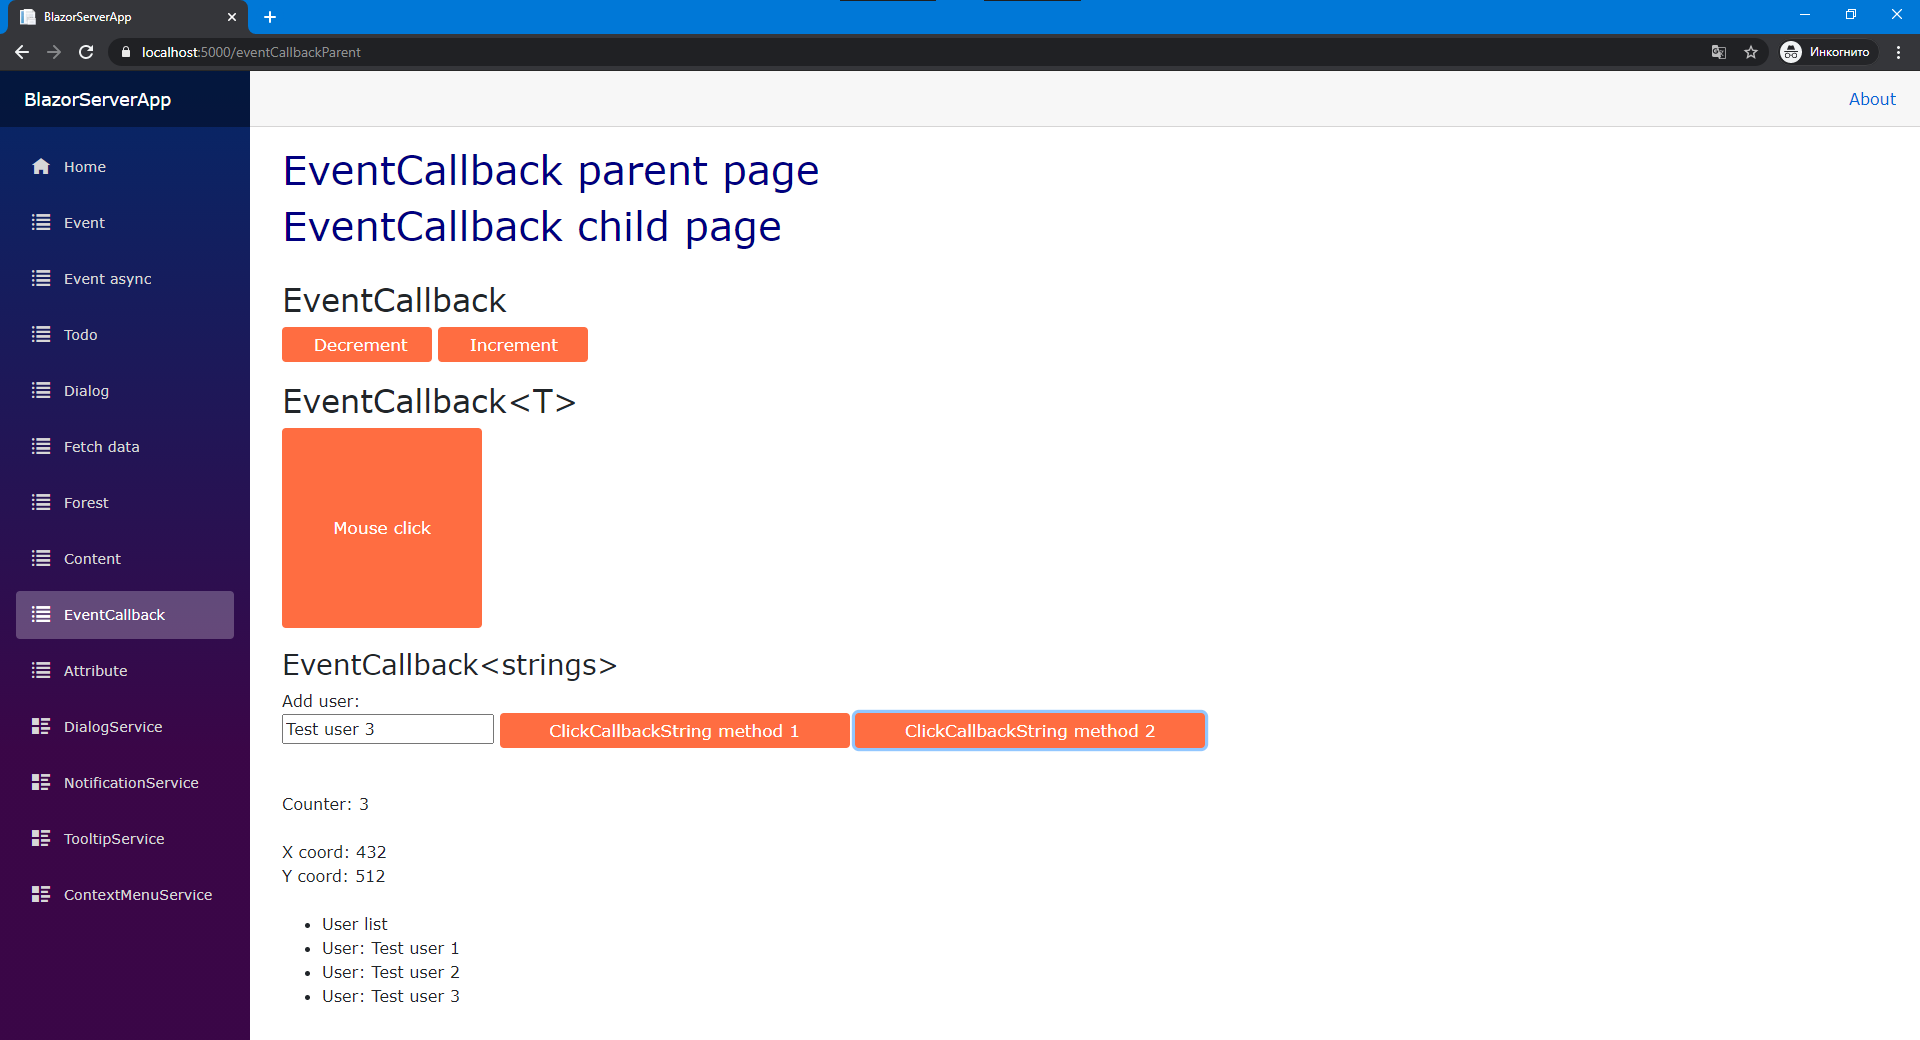 BlazorServerApp
localhost:5000/eventCallbackParent
Инкогнито
BlazorServerApp
About
Home
Event
Event async
Todo
Dialog
Fetch data
Forest
Content
EventCallback
Attribute
DialogService
NotificationService
TooltipService
ContextMenuService
EventCallback parent page
EventCallback child page
EventCallback
Decrement Increment
EventCallback<T>
Mouse click
EventCallback<strings>
Add user:
Test user 3 ClickCallbackString method 1 ClickCallbackString method 2
Counter: 3
X coord: 432
Y coord: 512
• User list
• User: Test user 1
• User: Test user 2
• User: Test user 3